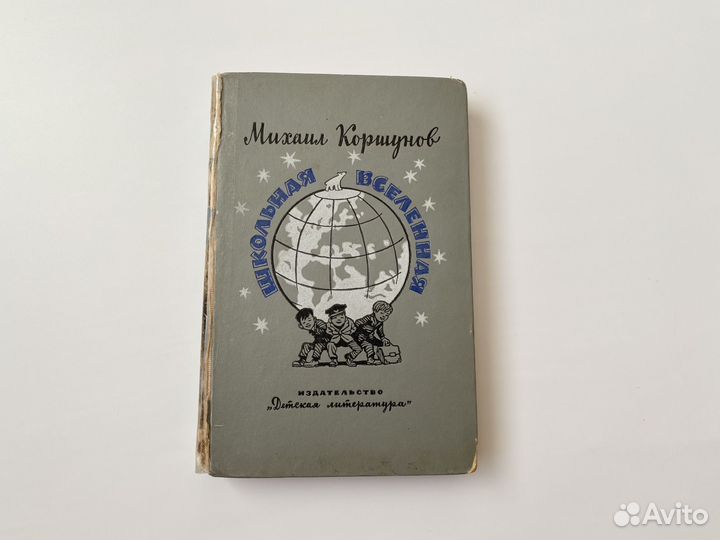 Михаил Коршунов
ШКОЛЬНАЯ ВСЕЛЕННАЯ
ИЗДАТЕЛЬСТВО
„Детская литература"
Avito